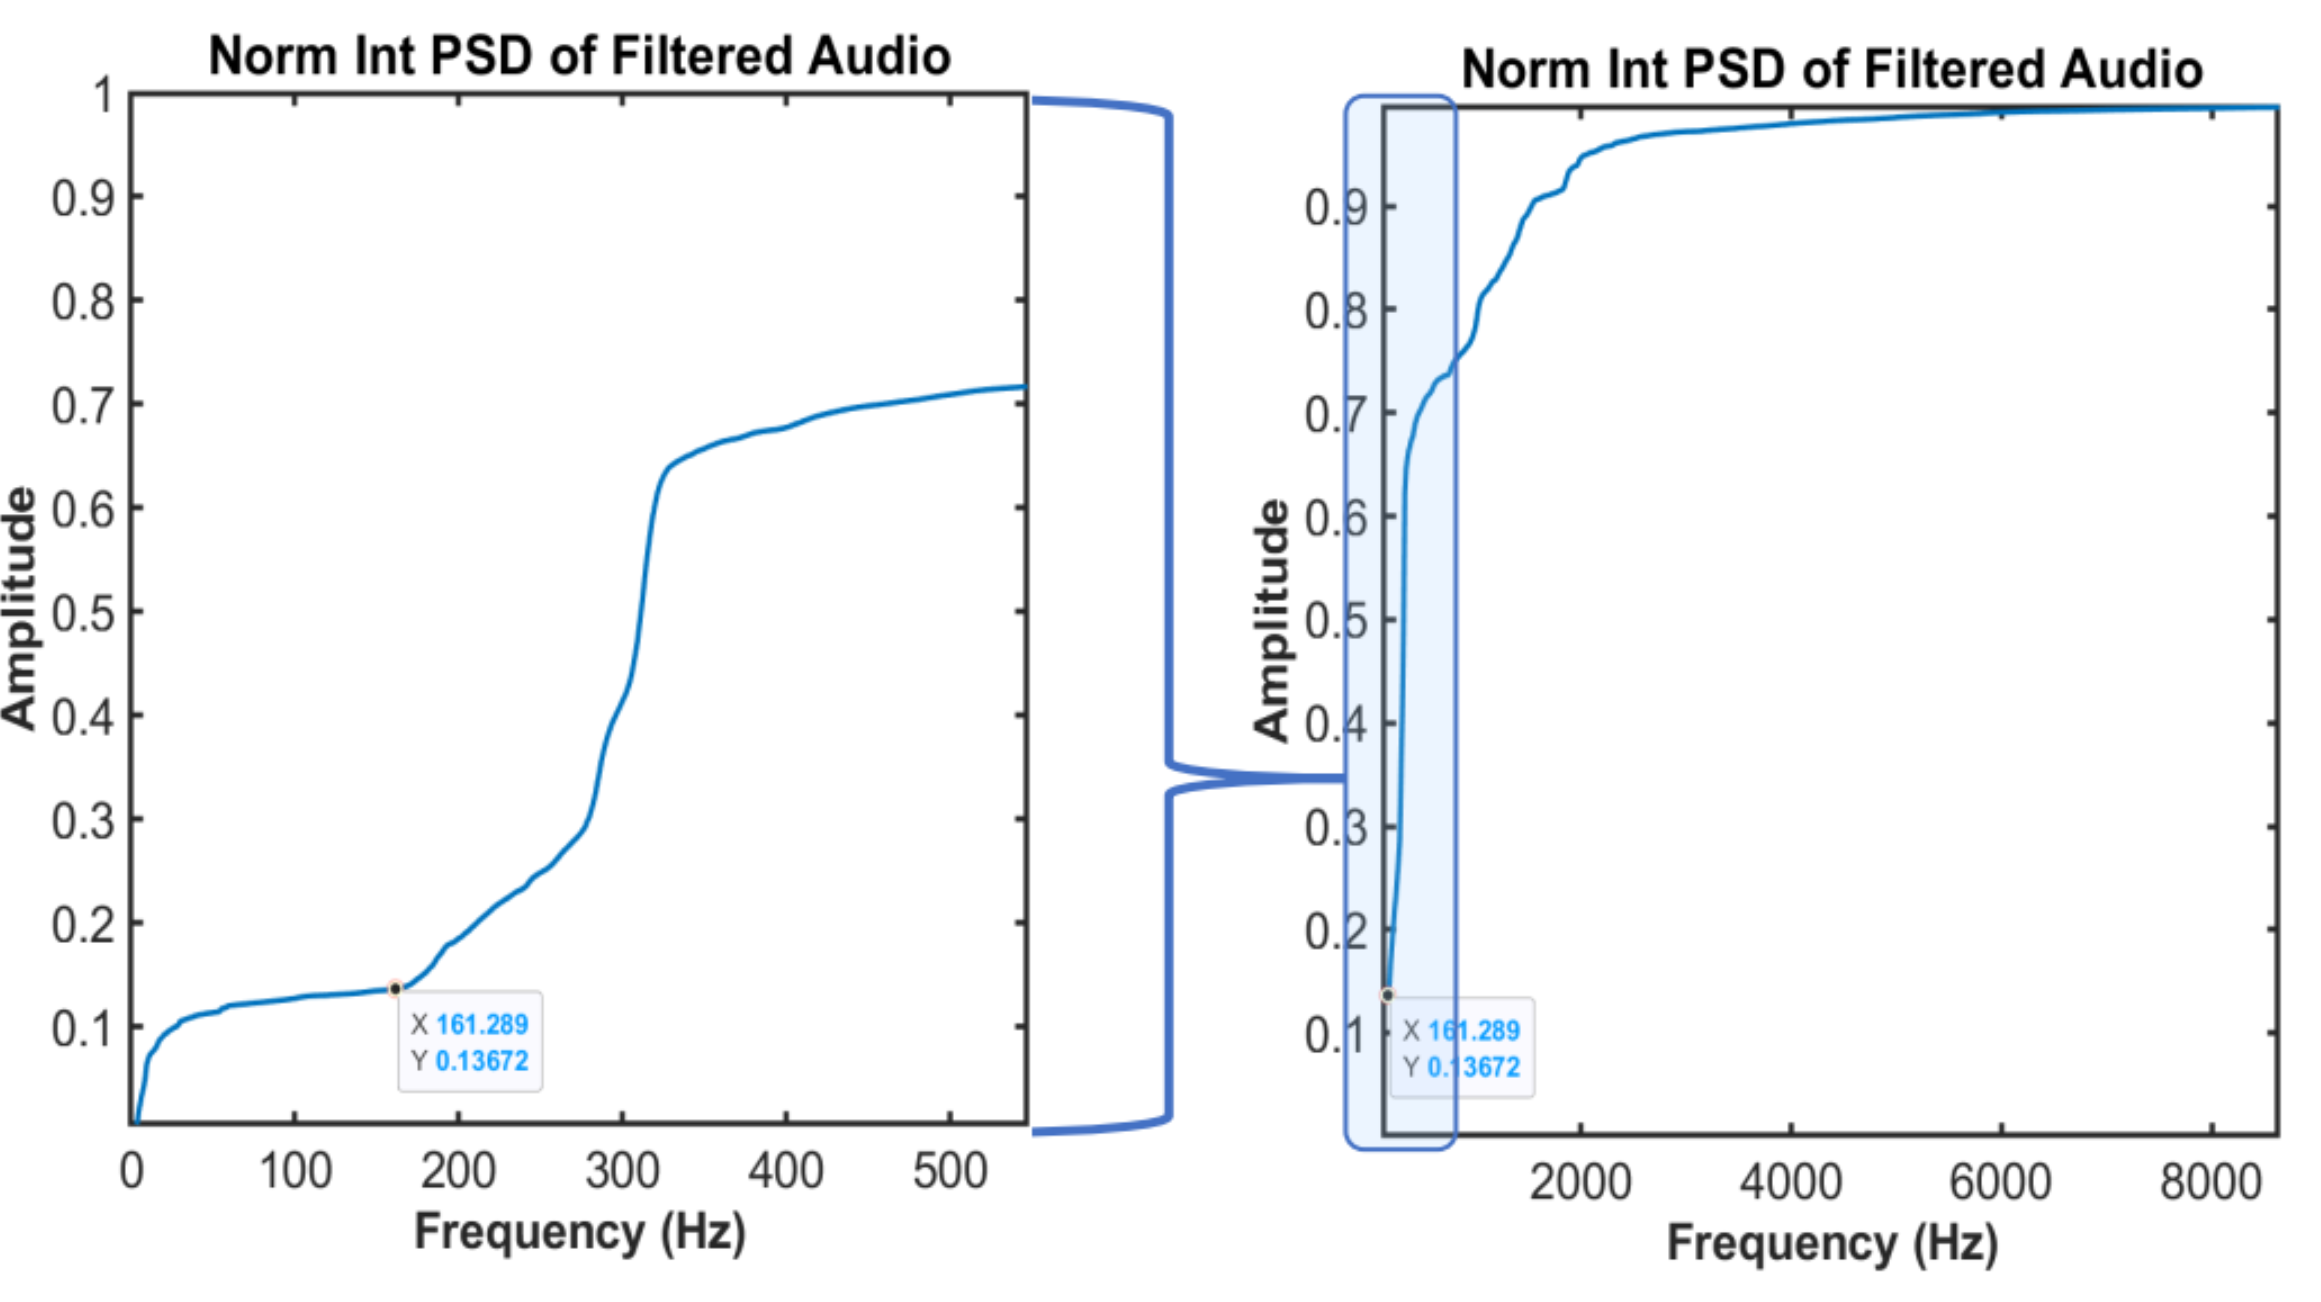 Norm Int PSD of Filtered Audio
1
0.9
0.8
0.7
0.6
0.5
0.4
0.3
0.2
0.1
Amplitude
X 161.289
Y 0.13672
0 100 200 300 400 500
Frequency (Hz)
Norm Int PSD of Filtered Audio
0.9
0.8
0.7
0.6
0.5
0.4
0.3
0.2
0.1
Amplitude
X 161.289
Y 0.13672
2000 4000 6000 8000
Frequency (Hz)